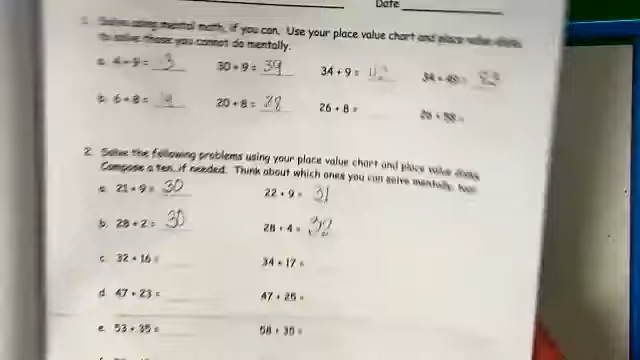 Date
1. Solve using mental math, if you can. Use your place value chart and place value disks
to solve those you cannot do mentally.
a. 4 + 9 = 3 30 + 9 = 39 34 + 9 =
b. 6 + 8 = 20 + 8 = 28 26 + 8 =
2. Solve the following problems using your place value chart and place value disks.
Compose a ten, if needed. Think about which ones you can solve mentally, too!
a. 21 + 9 = 30 22 + 9 = 31
b. 28 + 2 = 30 28 + 4 = 32
c. 32 + 16 = 34 + 17 =
d. 47 + 23 = 47 + 25 =
e. 53 + 35 = 58 + 35 =